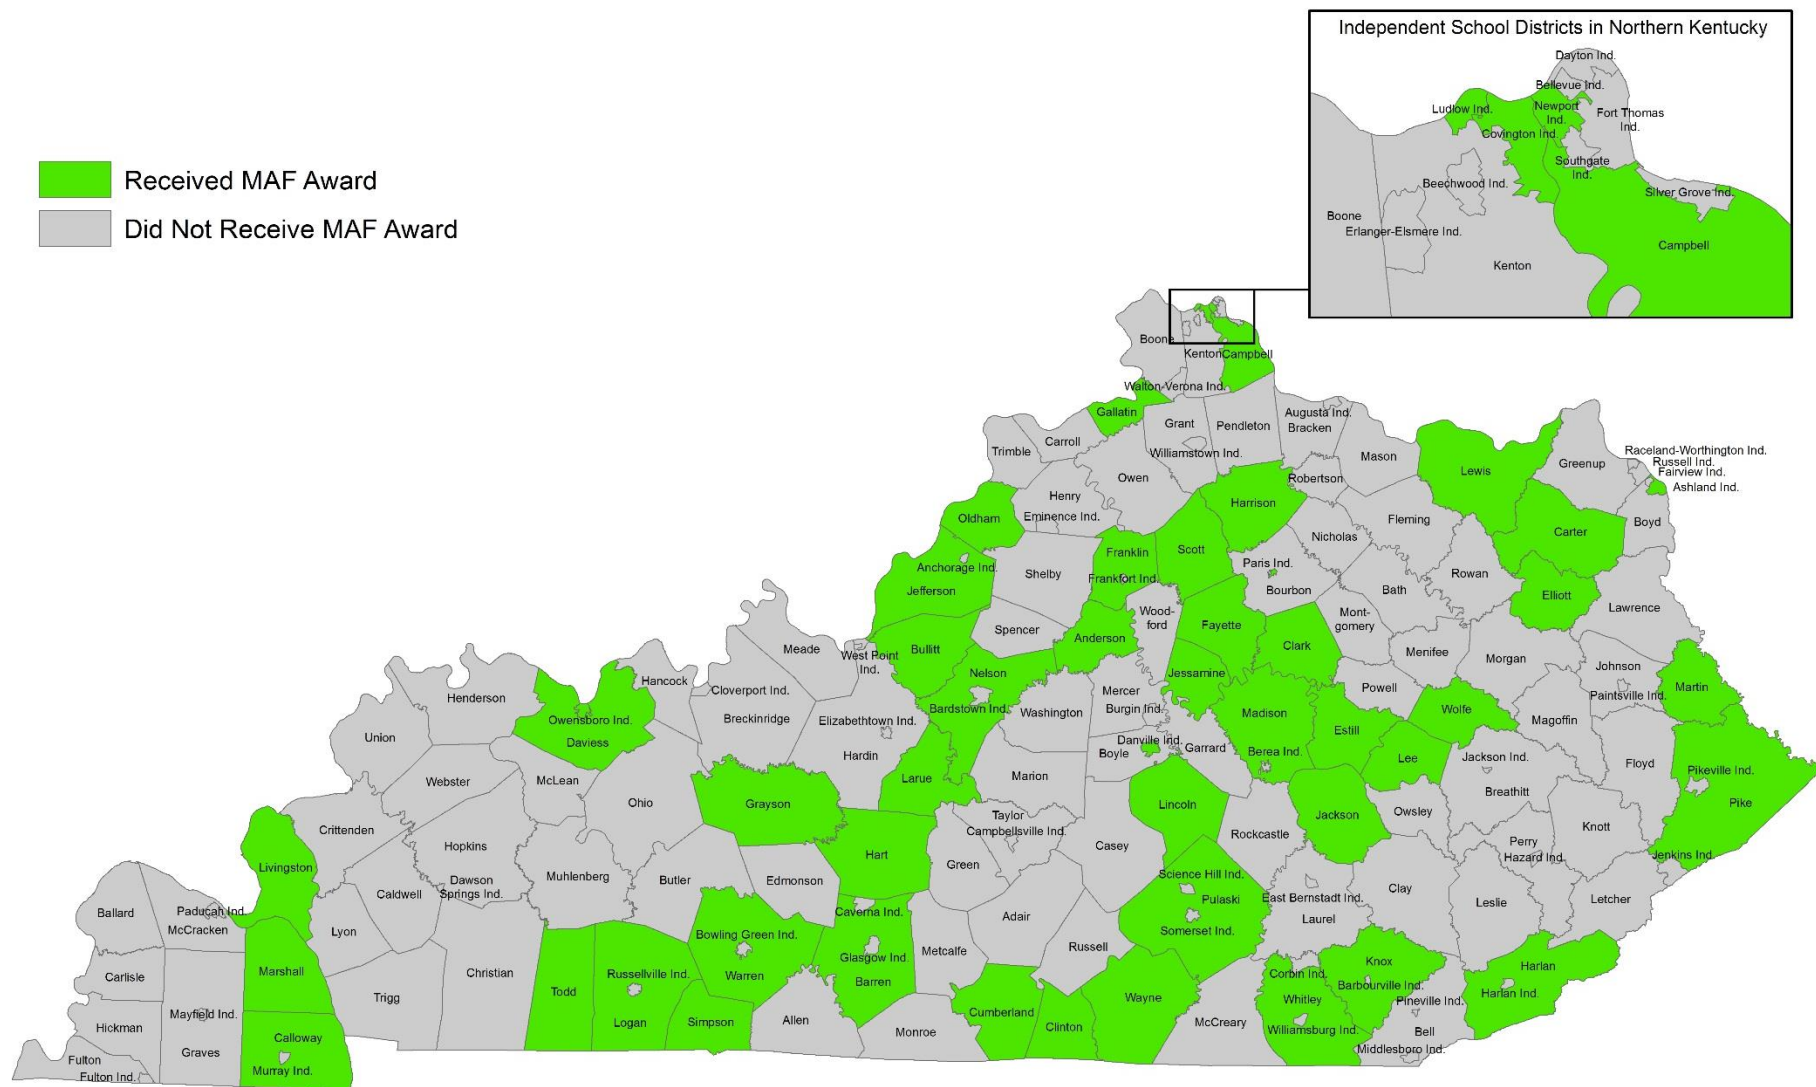 Independent School Districts in Northern Kentucky
Dayton Ind.
Bellevue Ind.
Ludlow Ind.
Newport
Ind.
Fort Thomas
Ind.
Covington Ind.
Southgate
Ind.
Beechwood Ind.
Silver Grove Ind.
Boone
Erlanger-Elsmere Ind.
Campbell
Kenton
Received MAF Award
Did Not Receive MAF Award
Boone
Kenton
Campbell
Walton-Verona Ind.
Gallatin
Carroll
Trimble
Grant
Williamstown Ind.
Pendleton
Augusta Ind.
Bracken
Mason
Lewis
Greenup
Raceland-Worthington Ind.
Russell Ind.
Fairview Ind.
Ashland Ind.
Owen
Henry
Eminence Ind.
Oldham
Harrison
Robertson
Fleming
Carter
Boyd
Nicholas
Rowan
Elliott
Lawrence
Anchorage Ind.
Jefferson
Shelby
Franklin
Frankfort Ind.
Scott
Paris Ind.
Bourbon
Bath
Mont-
gomery
Menifee
Morgan
Johnson
Paintsville Ind.
Martin
Spencer
Anderson
Wood-
ford
Fayette
Clark
Powell
Wolfe
Magoffin
Floyd
Pikeville Ind.
Pike
Bullitt
Nelson
Bardstown Ind.
Washington
Mercer
Burgin Ind.
Jessamine
Madison
Berea Ind.
Estill
Lee
Jackson Ind.
Breathitt
Knott
Meade
West Point
Ind.
Hancock
Cloverport Ind.
Breckinridge
Elizabethtown Ind.
Hardin
Larue
Marion
Danville Ind.
Boyle
Garrard
Lincoln
Rockcastle
Jackson
Owsley
Perry
Hazard Ind.
Jenkins Ind.
Letcher
Henderson
Union
Owensboro Ind.
Daviess
Webster
McLean
Ohio
Grayson
Hart
Taylor
Campbellsville Ind.
Green
Casey
Science Hill Ind.
Pulaski
Somerset Ind.
East Bernstadt Ind.
Laurel
Clay
Leslie
Crittenden
Hopkins
Dawson
Springs Ind.
Muhlenberg
Butler
Edmonson
Livingston
Caldwell
Lyon
Ballard
Paducah Ind.
McCracken
Carlisle
Hickman
Fulton
Fulton Ind.
Mayfield Ind.
Graves
Marshall
Calloway
Murray Ind.
Trigg
Christian
Todd
Russellville Ind.
Logan
Simpson
Bowling Green Ind.
Warren
Allen
Caverna Ind.
Glasgow Ind.
Barren
Metcalfe
Monroe
Adair
Russell
Cumberland
Clinton
Wayne
McCreary
Corbin Ind.
Whitley
Williamsburg Ind.
Knox
Barbourville Ind.
Pineville Ind.
Bell
Middlesboro Ind.
Harlan
Harlan Ind.